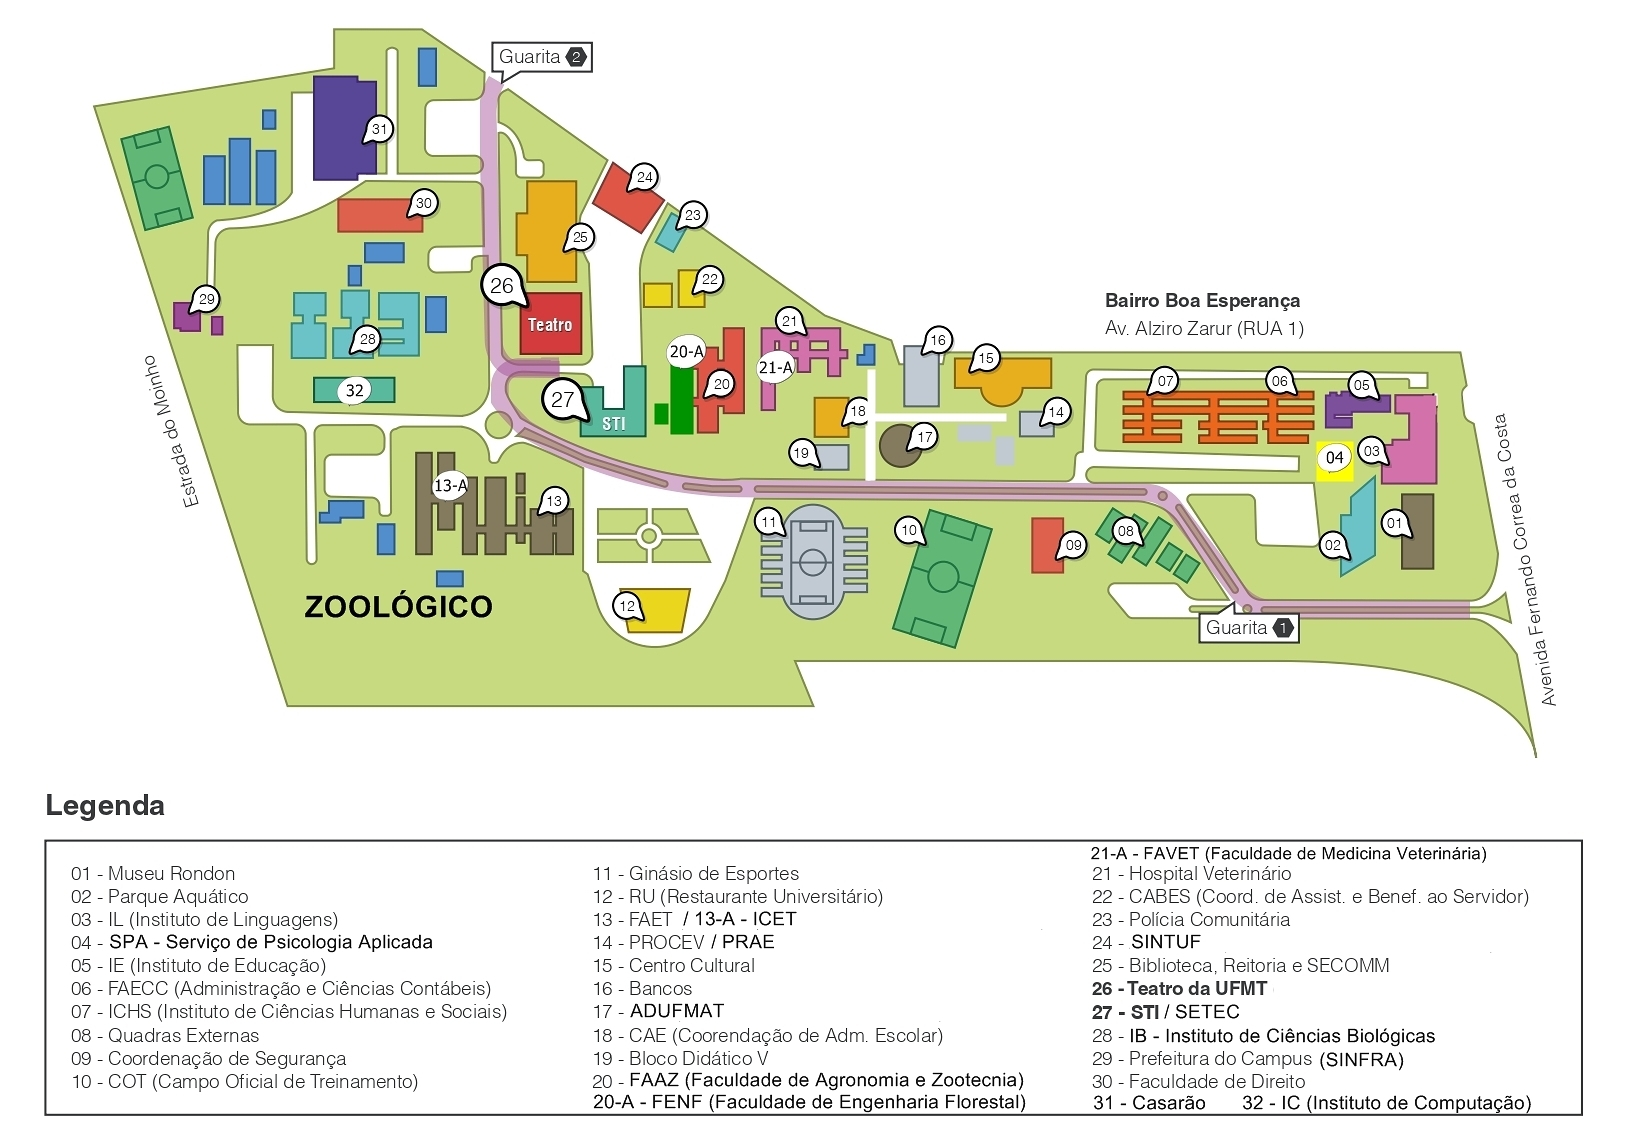 Guarita 2
31
24
30
23
25
22
29
26
Teatro
21
28
20-A
21-A
32
20
27
STI
18
19
16
15
17
14
Bairro Boa Esperança
Av. Alziro Zarur (RUA 1)
07
06
05
04
03
Estrada do Moinho
13-A
13
11
10
09
08
02
01
12
ZOOLÓGICO
Guarita 1
Avenida Fernando Correa da Costa
Legenda
01 - Museu Rondon
02 - Parque Aquático
03 - IL (Instituto de Linguagens)
04 - SPA - Serviço de Psicologia Aplicada
05 - IE (Instituto de Educação)
06 - FAECC (Administração e Ciências Contábeis)
07 - ICHS (Instituto de Ciências Humanas e Sociais)
08 - Quadras Externas
09 - Coordenação de Segurança
10 - COT (Campo Oficial de Treinamento)
11 - Ginásio de Esportes
12 - RU (Restaurante Universitário)
13 - FAET / 13-A - ICET
14 - PROCEV / PRAE
15 - Centro Cultural
16 - Bancos
17 - ADUFMAT
18 - CAE (Coorendação de Adm. Escolar)
19 - Bloco Didático V
20 - FAAZ (Faculdade de Agronomia e Zootecnia)
20-A - FENF (Faculdade de Engenharia Florestal)
21-A - FAVET (Faculdade de Medicina Veterinária)
21 - Hospital Veterinário
22 - CABES (Coord. de Assist. e Benef. ao Servidor)
23 - Polícia Comunitária
24 - SINTUF
25 - Biblioteca, Reitoria e SECOMM
26 - Teatro da UFMT
27 - STI / SETEC
28 - IB - Instituto de Ciências Biológicas
29 - Prefeitura do Campus (SINFRA)
30 - Faculdade de Direito
31 - Casarão 32 - IC (Instituto de Computação)